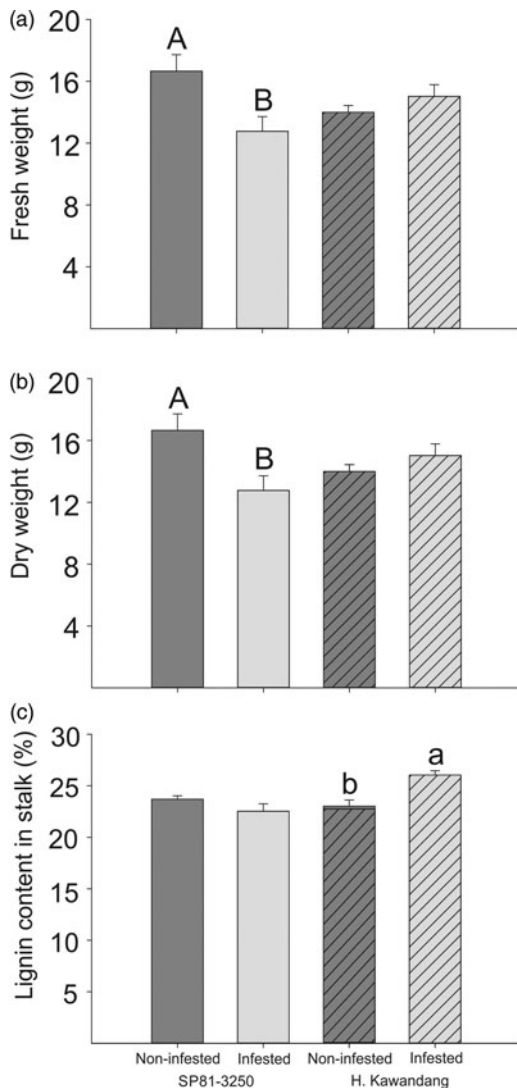 (a)
Fresh weight (g)
20
16
12
8
4
A
B
(b)
Dry weight (g)
20
16
12
8
4
A
B
(c)
Lignin content in stalk (%)
30
25
20
15
10
5
b
a
Non-infested Infested Non-infested Infested
SP81-3250 H. Kawandang